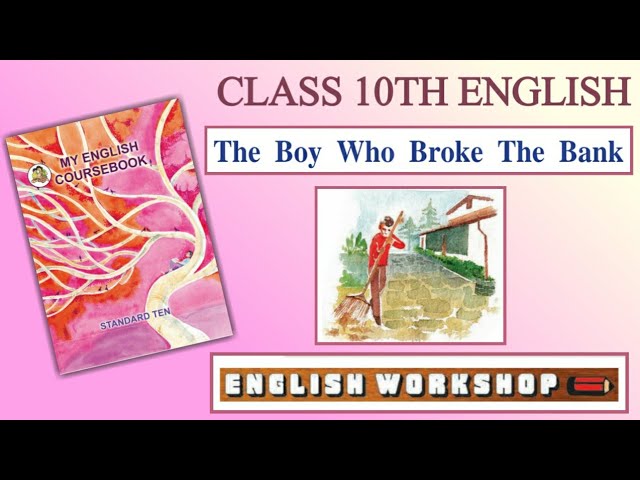 CLASS 10TH ENGLISH
The Boy Who Broke The Bank
MY ENGLISH
COURSEBOOK
STANDARD TEN
ENGLISH WORKSHOP